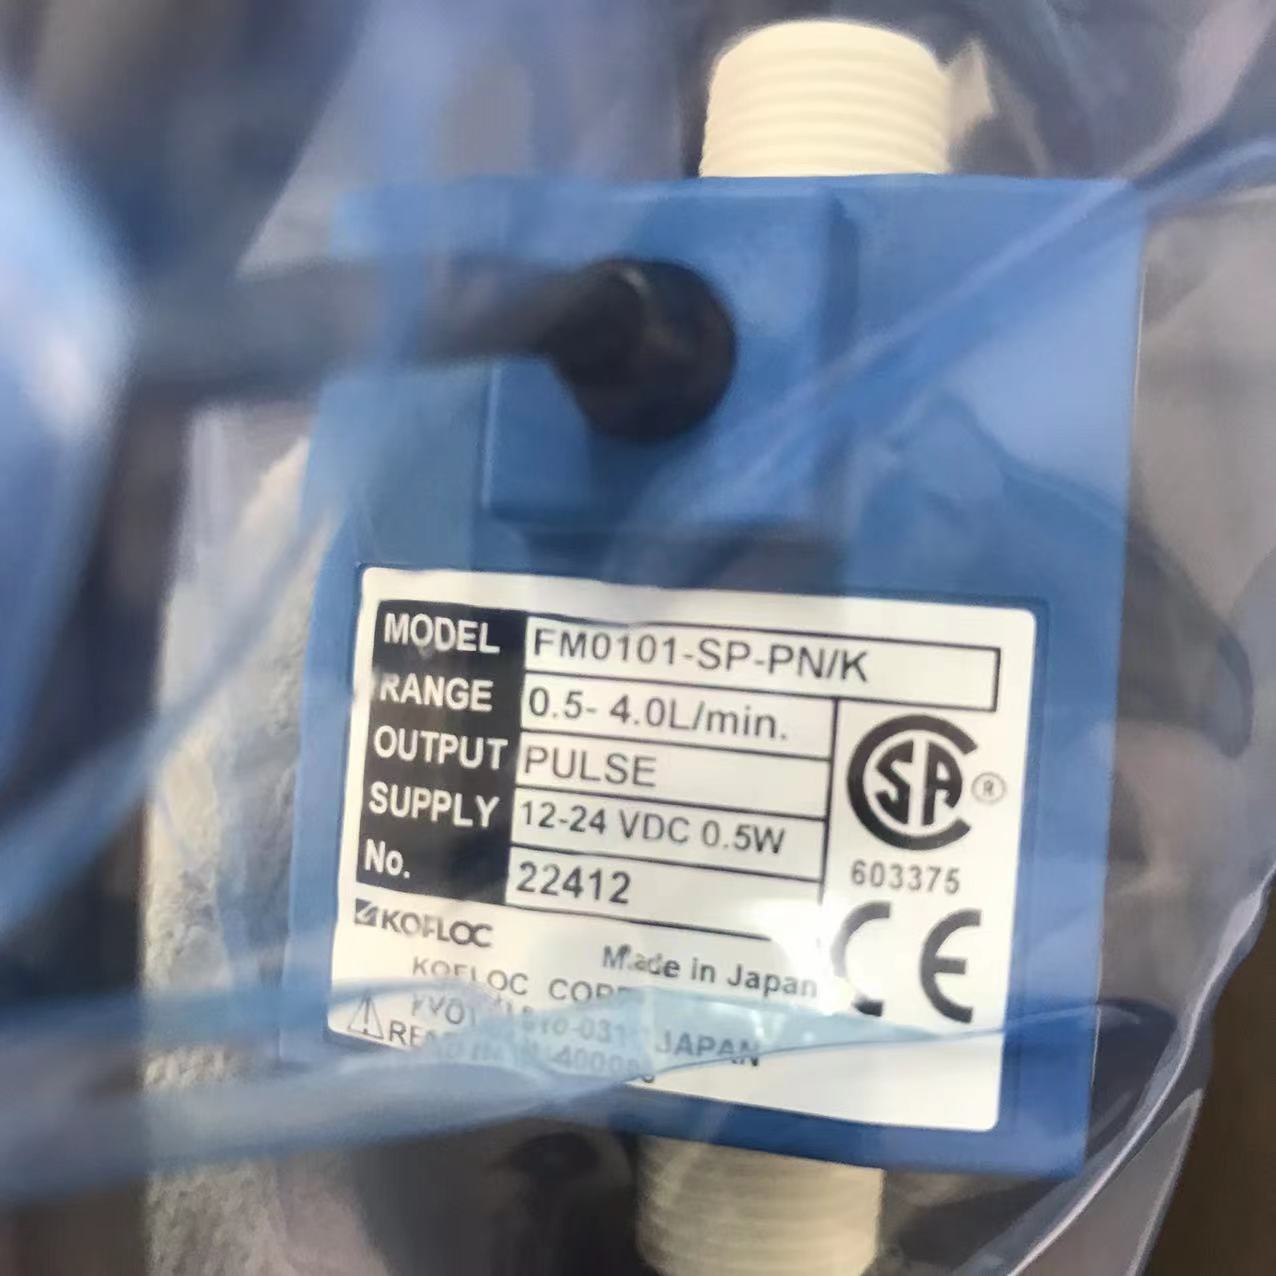 MODEL FM0101-SP-PN/K
RANGE 0.5- 4.0L/min.
OUTPUT PULSE
SUPPLY 12-24 VDC 0.5W
No. 22412
SA ®
603375
CE
KOFLOC
Made in Japan
KOFLOC
JAPAN